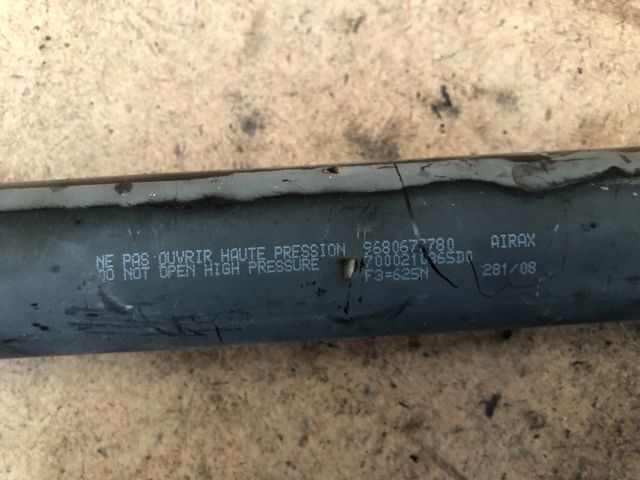 NE PAS OUVRIR HAUTE PRESSION 9680673780 AIRAX
DO NOT OPEN HIGH PRESSURE
F3=625N 281/08